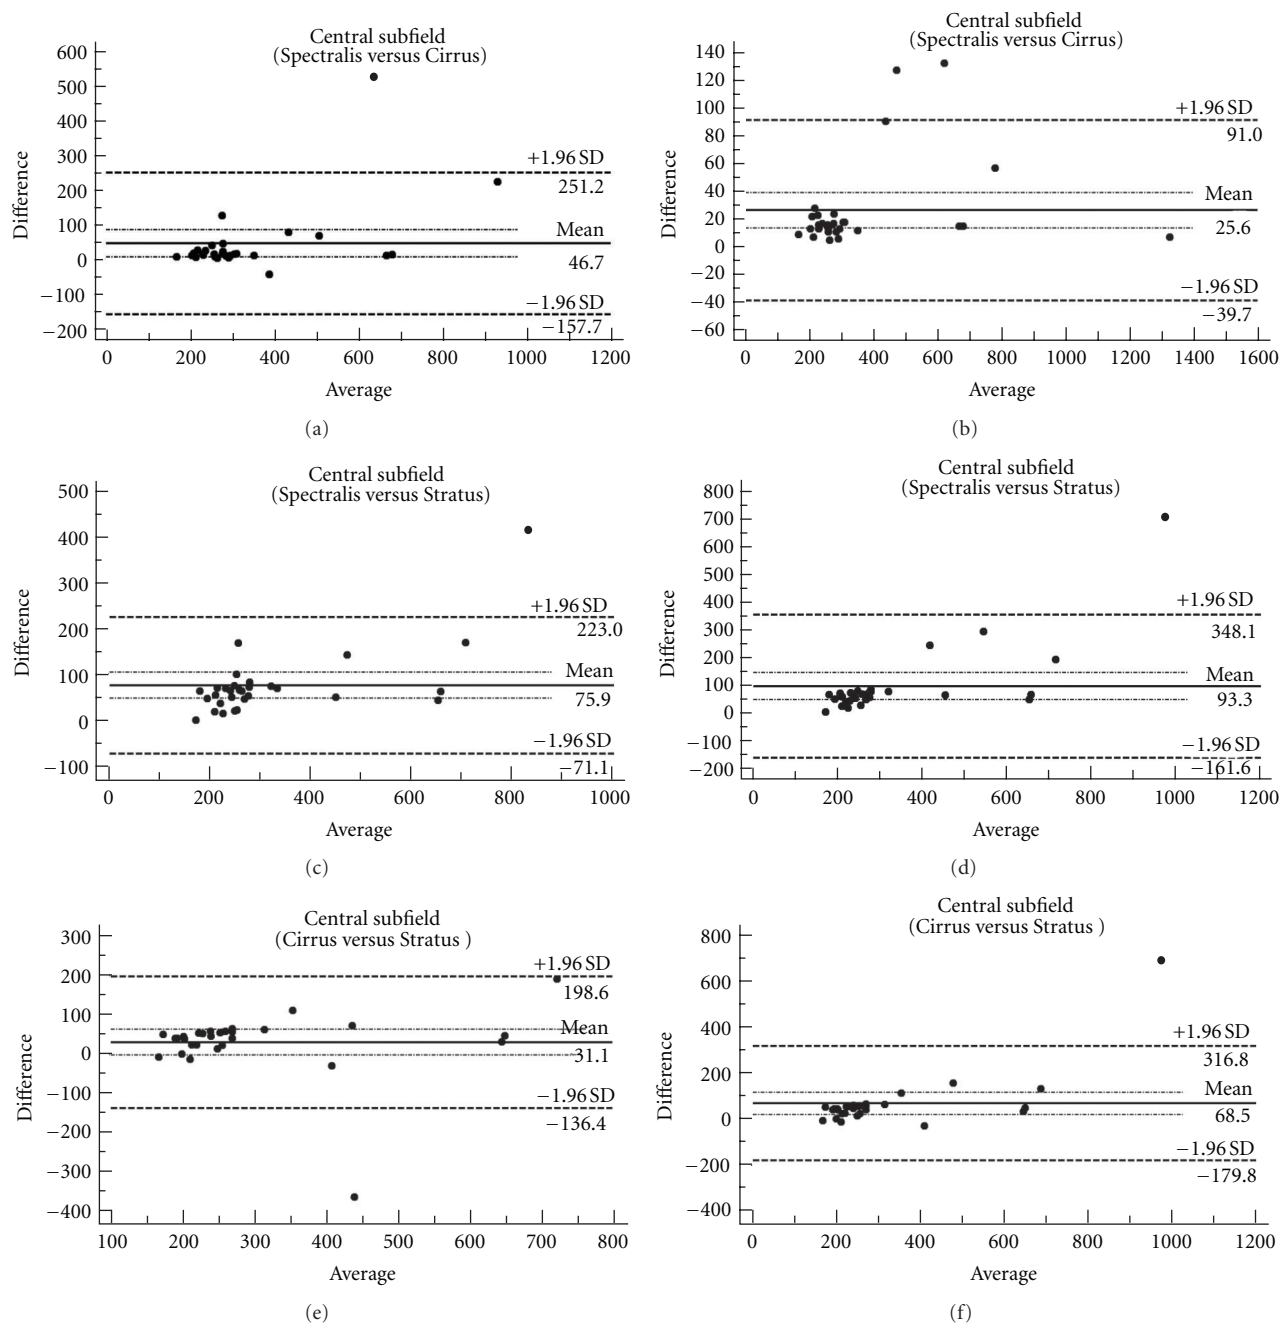 Central subfield
(Spectralis versus Cirrus)
600
500
400
300
200
100
0
−100
−200
Difference
+1.96 SD
251.2
Mean
46.7
−1.96 SD
−157.7
0 200 400 600 800 1000 1200
Average
(a)
Central subfield
(Spectralis versus Cirrus)
140
120
100
80
60
40
20
0
−20
−40
−60
Difference
+1.96 SD
91.0
Mean
25.6
−1.96 SD
−39.7
0 200 400 600 800 1000 1200 1400 1600
Average
(b)
Central subfield
(Spectralis versus Stratus)
500
400
300
200
100
0
−100
Difference
+1.96 SD
223.0
Mean
75.9
−1.96 SD
−71.1
0 200 400 600 800 1000
Average
(c)
Central subfield
(Spectralis versus Stratus)
800
700
600
500
400
300
200
100
0
−100
−200
Difference
+1.96 SD
348.1
Mean
93.3
−1.96 SD
−161.6
0 200 400 600 800 1000 1200
Average
(d)
Central subfield
(Cirrus versus Stratus )
300
200
100
0
−100
−200
−300
−400
Difference
+1.96 SD
198.6
Mean
31.1
−1.96 SD
−136.4
100 200 300 400 500 600 700 800
Average
(e)
Central subfield
(Cirrus versus Stratus )
800
600
400
200
0
−200
−400
Difference
+1.96 SD
316.8
Mean
68.5
−1.96 SD
−179.8
0 200 400 600 800 1000 1200
Average
(f)